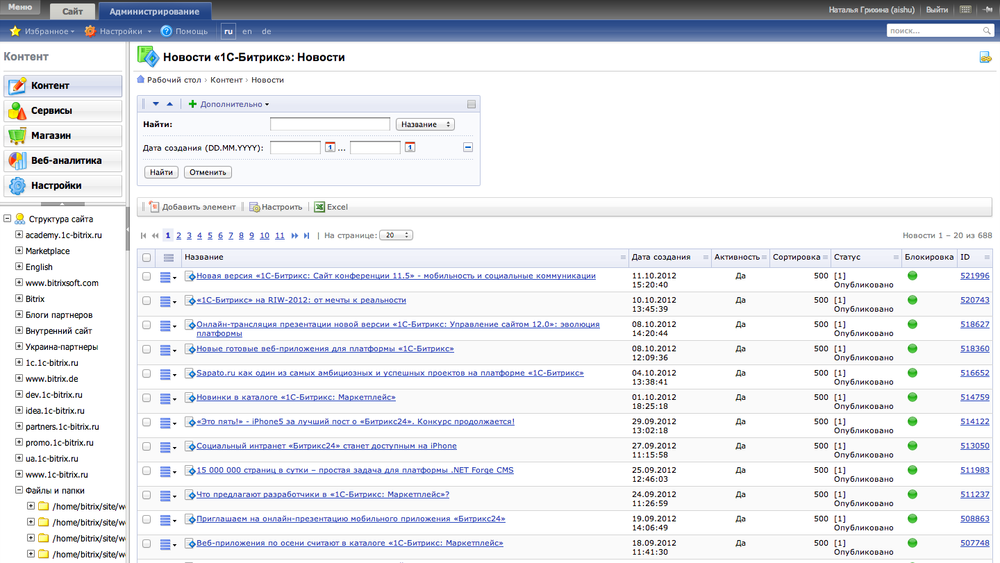 Меню Сайт Администрирование Наталья Грихина (aishu) Выйти
Избранное Настройки Помощь ru en de поиск...
Контент
Контент
Сервисы
Магазин
Веб-аналитика
Настройки
Структура сайта
academy.1c-bitrix.ru
Marketplace
English
www.bitrixsoft.com
Bitrix
Блоги партнеров
Внутренний сайт
Украина-партнеры
1c.1c-bitrix.ru
www.bitrix.de
dev.1c-bitrix.ru
idea.1c-bitrix.ru
partners.1c-bitrix.ru
promo.1c-bitrix.ru
ua.1c-bitrix.ru
www.1c-bitrix.ru
Файлы и папки
/home/bitrix/site/w
/home/bitrix/site/w
/home/bitrix/site/w
/home/bitrix/site/w
Новости «1С-Битрикс»: Новости
Рабочий стол › Контент › Новости
Дополнительно
Найти: Название
Дата создания (DD.MM.YYYY): 1 ... 1
Найти Отменить
Добавить элемент Настроить Excel
1 2 3 4 5 6 7 8 9 10 11 | На странице: 20 Новости 1 – 20 из 688
Название Дата создания Активность Сортировка Статус Блокировка ID
Новая версия «1С-Битрикс: Сайт конференции 11.5» - мобильность и социальные коммуникации 11.10.2012 Да 500 [1] 521996
15:20:40 Опубликовано
«1С-Битрикс» на RIW-2012: от мечты к реальности 10.10.2012 Да 500 [1] 520743
13:45:39 Опубликовано
Онлайн-трансляция презентации новой версии «1С-Битрикс: Управление сайтом 12.0»: эволюция 08.10.2012 Да 500 [1] 518627
платформы 14:20:44 Опубликовано
Новые готовые веб-приложения для платформы «1С-Битрикс» 08.10.2012 Да 500 [1] 518360
12:09:36 Опубликовано
Sapato.ru как один из самых амбициозных и успешных проектов на платформе «1С-Битрикс» 04.10.2012 Да 500 [1] 516652
13:38:41 Опубликовано
Новинки в каталоге «1С-Битрикс: Маркетплейс» 01.10.2012 Да 500 [1] 514759
18:25:18 Опубликовано
«Это пять!» - iPhone5 за лучший пост о «Битрикс24». Конкурс продолжается! 29.09.2012 Да 500 [1] 514122
13:02:18 Опубликовано
Социальный интранет «Битрикс24» станет доступным на iPhone 27.09.2012 Да 500 [1] 513050
11:15:58 Опубликовано
15 000 000 страниц в сутки – простая задача для платформы .NET Forge CMS 25.09.2012 Да 500 [1] 511983
12:46:03 Опубликовано
Что предлагают разработчики в «1С-Битрикс: Маркетплейс»? 24.09.2012 Да 500 [1] 511237
11:26:59 Опубликовано
Приглашаем на онлайн-презентацию мобильного приложения «Битрикс24» 19.09.2012 Да 500 [1] 508863
14:06:49 Опубликовано
Веб-приложения по осени считают в каталоге «1С-Битрикс: Маркетплейс» 18.09.2012 Да 500 [1] 507748
11:41:30 Опубликовано